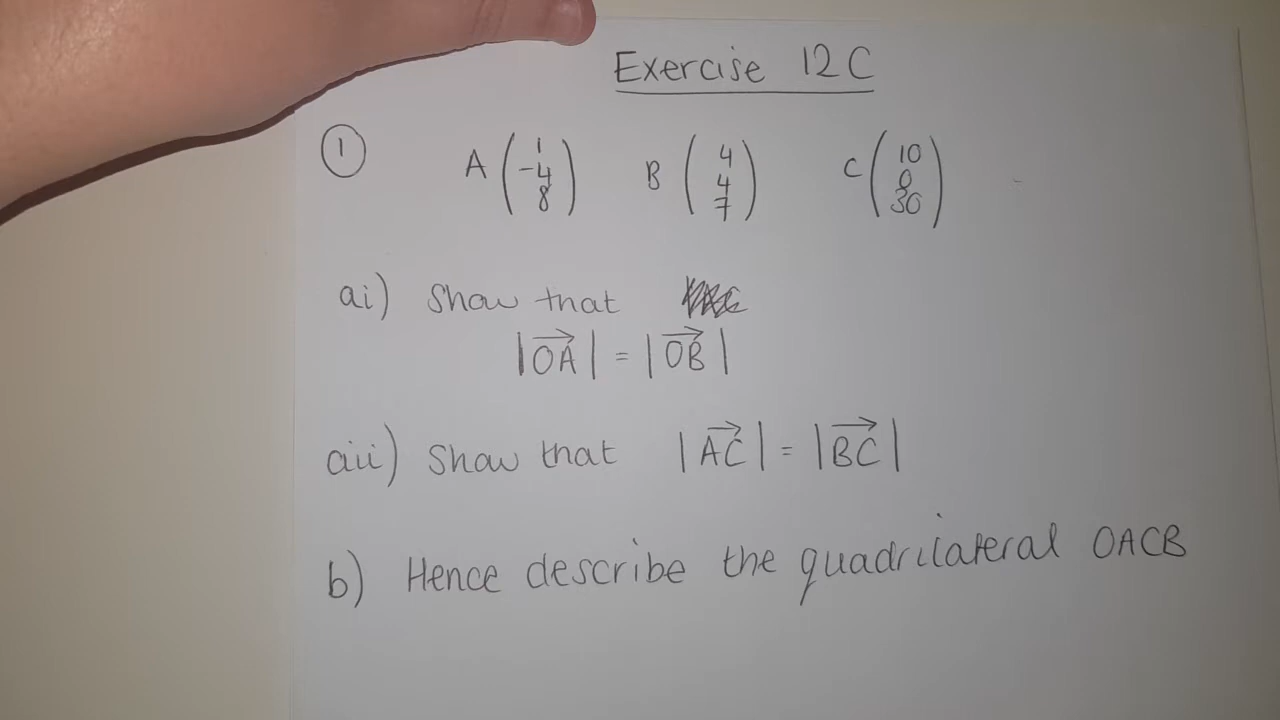 Exercise 12C
① A (1 -4 8) B (4 4 7) C (10 0 30)
ai) Show that
|OA→| = |OB→|
aii) Show that |AC→| = |BC→|
b) Hence describe the quadrilateral OACB